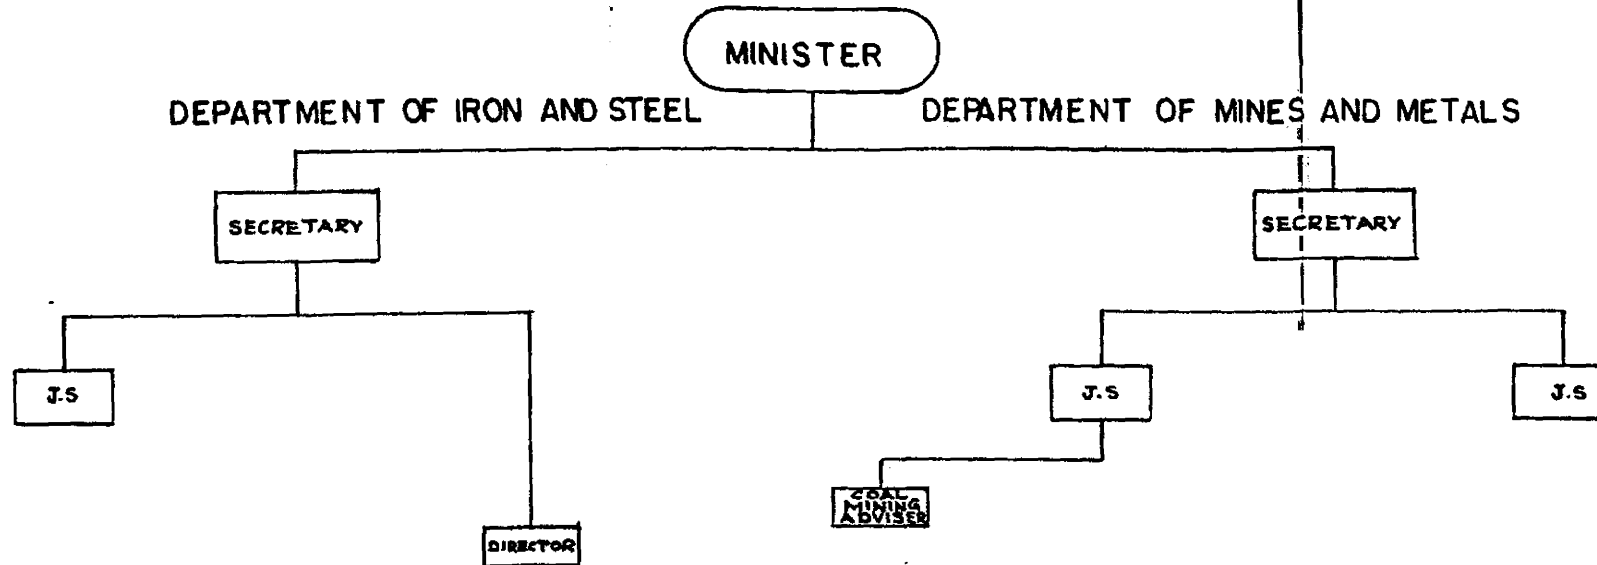 MINISTER
DEPARTMENT OF IRON AND STEEL
DEPARTMENT OF MINES AND METALS
SECRETARY
SECRETARY
J.S
J.S
J.S
COAL
MINING
ADVISER
DIRECTOR